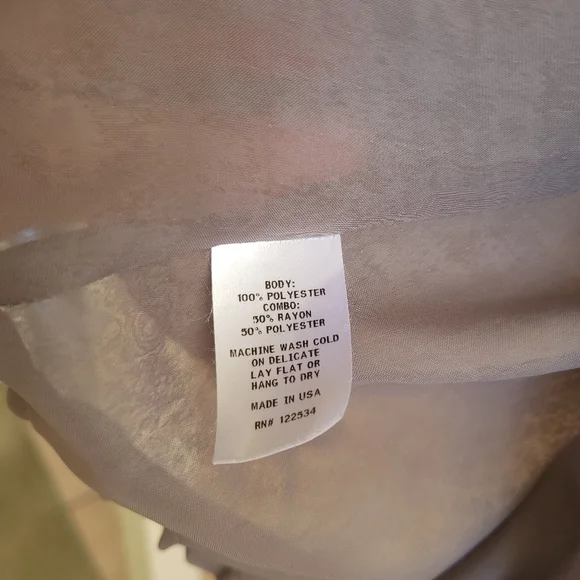 BODY:
100% POLYESTER
COMBO:
50% RAYON
50% POLYESTER
MACHINE WASH COLD
ON DELICATE
LAY FLAT OR
HANG TO DRY
MADE IN USA
RN# 122534